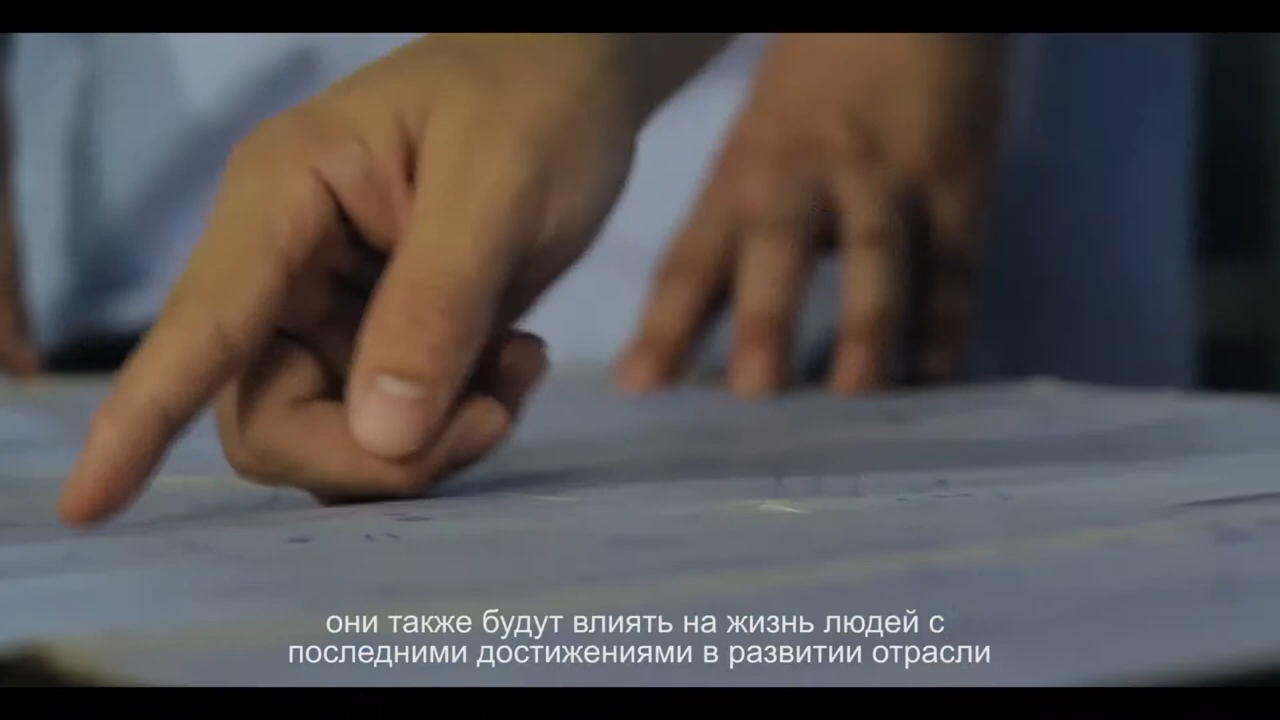 они также будут влиять на жизнь людей с
последними достижениями в развитии отрасли